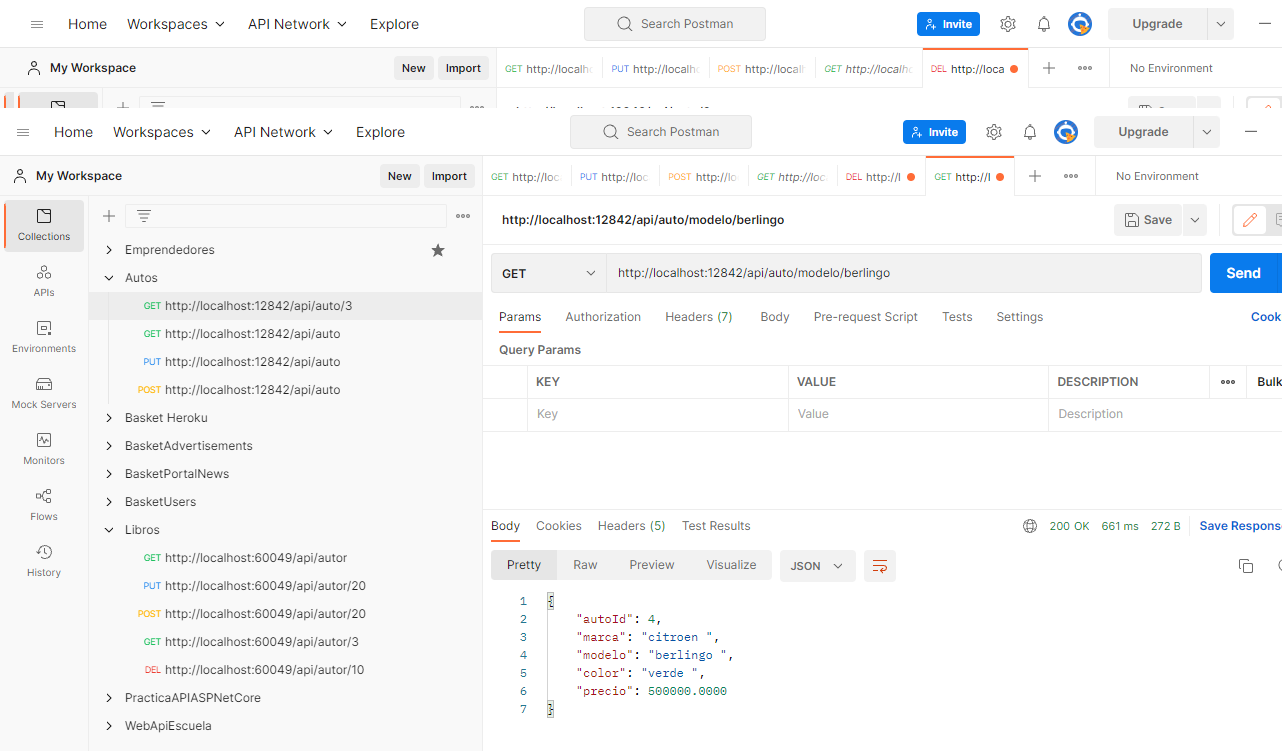 Home Workspaces API Network Explore Search Postman Invite Upgrade
My Workspace New Import GET http://localh PUT http://localho POST http://localh GET http://localho DEL http://loca No Environment
Home Workspaces API Network Explore Search Postman Invite Upgrade
My Workspace New Import GET http://loc PUT http://loc POST http://lo GET http://loc DEL http://l GET http://l No Environment
http://localhost:12842/api/auto/modelo/berlingo Save
Collections
Emprendedores
Autos
GET http://localhost:12842/api/auto/3
GET http://localhost:12842/api/auto
PUT http://localhost:12842/api/auto
POST http://localhost:12842/api/auto
Basket Heroku
BasketAdvertisements
BasketPortalNews
BasketUsers
Libros
GET http://localhost:60049/api/autor
PUT http://localhost:60049/api/autor/20
POST http://localhost:60049/api/autor/20
GET http://localhost:60049/api/autor/3
DEL http://localhost:60049/api/autor/10
PracticaAPIASPNetCore
WebApiEscuela
APIs
Environments
Mock Servers
Monitors
Flows
History
GET http://localhost:12842/api/auto/modelo/berlingo Send
Params Authorization Headers (7) Body Pre-request Script Tests Settings Cook
Query Params
KEY VALUE DESCRIPTION Bulk
Key Value Description
Body Cookies Headers (5) Test Results 200 OK 661 ms 272 B Save Respons
Pretty Raw Preview Visualize JSON
1 {
2 "autoId": 4,
3 "marca": "citroen ",
4 "modelo": "berlingo ",
5 "color": "verde ",
6 "precio": 500000.0000
7 }